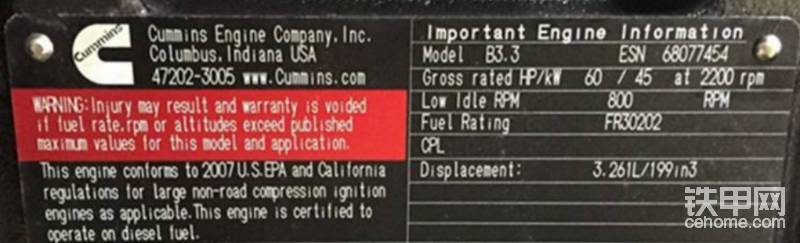 Cummins
Cummins Engine Company, Inc.
Columbus, Indiana USA
47202-3005 www.Cummins.com
WARNING: Injury may result and warranty is voided
if fuel rate, rpm or altitudes exceed published
maximum values for this model and application.
This engine conforms to 2007 U.S.EPA and California
regulations for large non-road compression ignition
engines as applicable. This engine is certified to
operate on diesel fuel.
Important Engine Information
Model B3.3 ESN 68077454
Gross rated HP/kW 60 / 45 at 2200 rpm
Low Idle RPM 800 RPM
Fuel Rating FR30202
CPL
Displacement: 3.261L/199in3
铁甲网
cehome.com